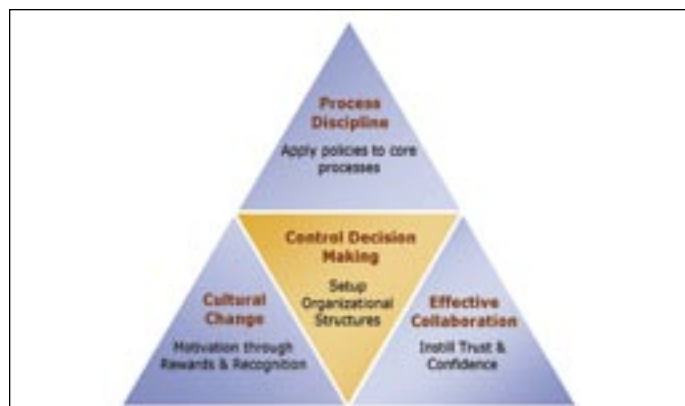 Process
Discipline
Apply policies to core
processes
Control Decision
Making
Setup
Organizational
Structures
Cultural
Change
Motivation through
Rewards & Recognition
Effective
Collaboration
Instill Trust &
Confidence